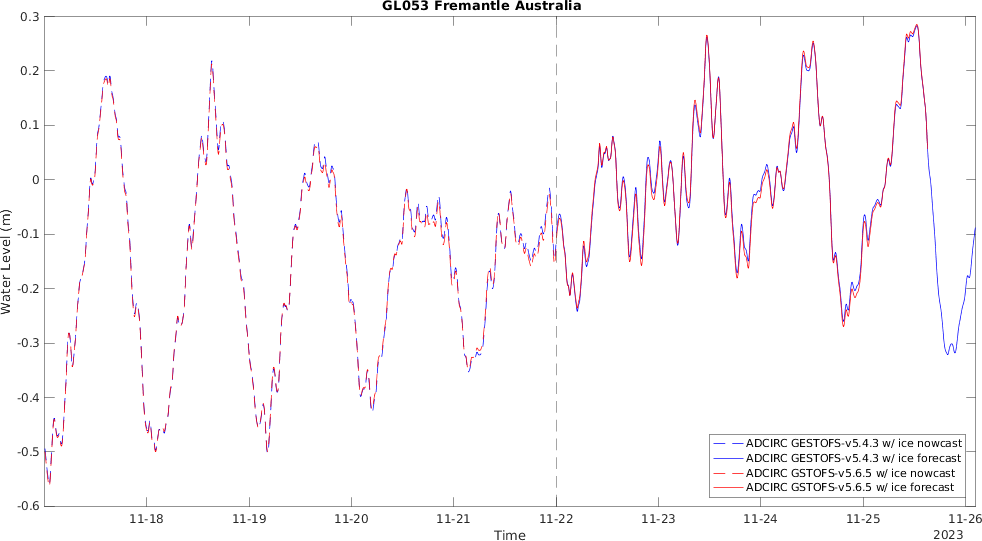 GL053 Fremantle Australia
0.3
0.2
0.1
0
-0.1
-0.2
-0.3
-0.4
-0.5
-0.6
Water Level (m)
ADCIRC GESTOFS-v5.4.3 w/ ice nowcast
ADCIRC GESTOFS-v5.4.3 w/ ice forecast
ADCIRC GSTOFS-v5.6.5 w/ ice nowcast
ADCIRC GSTOFS-v5.6.5 w/ ice forecast
11-18 11-19 11-20 11-21 11-22 11-23 11-24 11-25 11-26
Time
2023